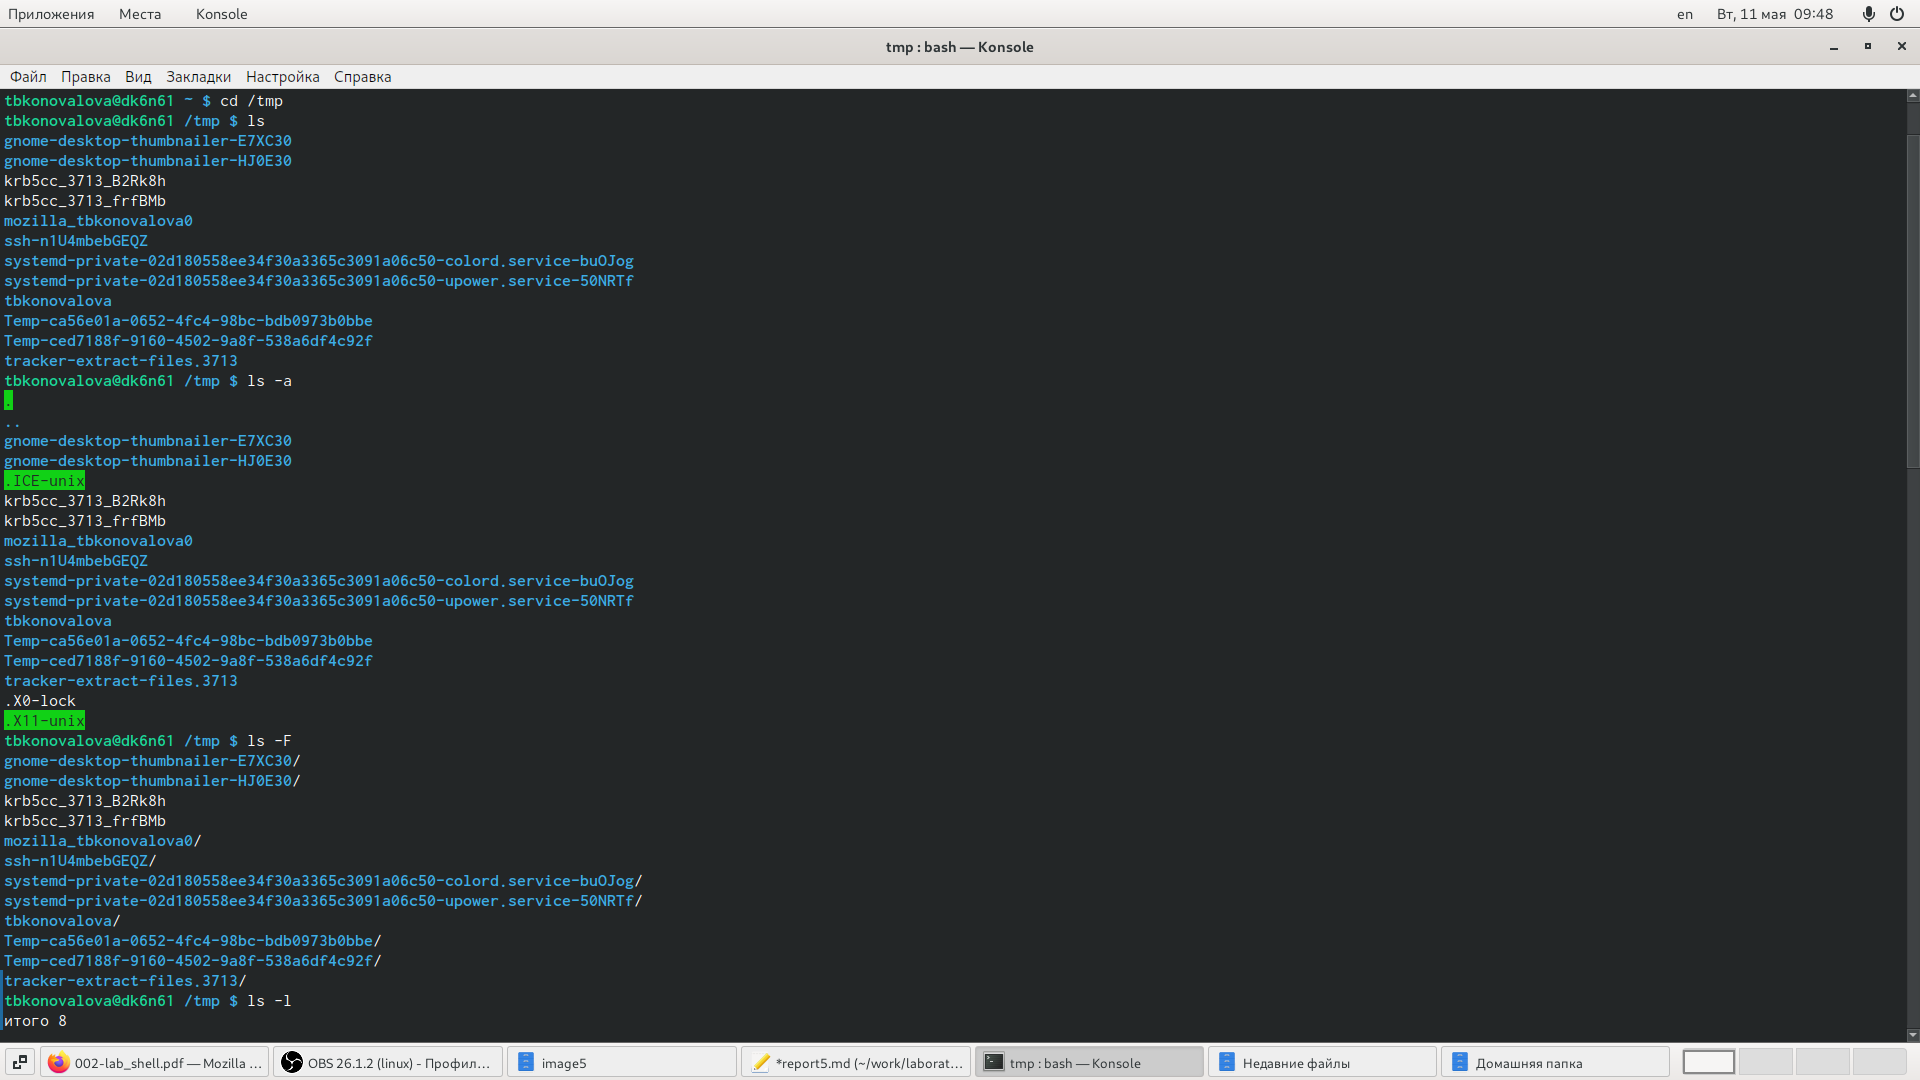 Приложения Места Konsole en Вт, 11 мая 09:48
tmp : bash — Konsole
Файл Правка Вид Закладки Настройка Справка
tbkonovalova@dk6n61 ~ $ cd /tmp
tbkonovalova@dk6n61 /tmp $ ls
gnome-desktop-thumbnailer-E7XC30
gnome-desktop-thumbnailer-HJ0E30
krb5cc_3713_B2Rk8h
krb5cc_3713_frfBMb
mozilla_tbkonovalova0
ssh-n1U4mbebGEQZ
systemd-private-02d180558ee34f30a3365c3091a06c50-colord.service-buOJog
systemd-private-02d180558ee34f30a3365c3091a06c50-upower.service-50NRTf
tbkonovalova
Temp-ca56e01a-0652-4fc4-98bc-bdb0973b0bbe
Temp-ced7188f-9160-4502-9a8f-538a6df4c92f
tracker-extract-files.3713
tbkonovalova@dk6n61 /tmp $ ls -a
.
..
gnome-desktop-thumbnailer-E7XC30
gnome-desktop-thumbnailer-HJ0E30
.ICE-unix
krb5cc_3713_B2Rk8h
krb5cc_3713_frfBMb
mozilla_tbkonovalova0
ssh-n1U4mbebGEQZ
systemd-private-02d180558ee34f30a3365c3091a06c50-colord.service-buOJog
systemd-private-02d180558ee34f30a3365c3091a06c50-upower.service-50NRTf
tbkonovalova
Temp-ca56e01a-0652-4fc4-98bc-bdb0973b0bbe
Temp-ced7188f-9160-4502-9a8f-538a6df4c92f
tracker-extract-files.3713
.X0-lock
.X11-unix
tbkonovalova@dk6n61 /tmp $ ls -F
gnome-desktop-thumbnailer-E7XC30/
gnome-desktop-thumbnailer-HJ0E30/
krb5cc_3713_B2Rk8h
krb5cc_3713_frfBMb
mozilla_tbkonovalova0/
ssh-n1U4mbebGEQZ/
systemd-private-02d180558ee34f30a3365c3091a06c50-colord.service-buOJog/
systemd-private-02d180558ee34f30a3365c3091a06c50-upower.service-50NRTf/
tbkonovalova/
Temp-ca56e01a-0652-4fc4-98bc-bdb0973b0bbe/
Temp-ced7188f-9160-4502-9a8f-538a6df4c92f/
tracker-extract-files.3713/
tbkonovalova@dk6n61 /tmp $ ls -l
итого 8
002-lab_shell.pdf — Mozilla ... OBS 26.1.2 (linux) - Профил... image5 *report5.md (~/work/laborat... tmp : bash — Konsole Недавние файлы Домашняя папка